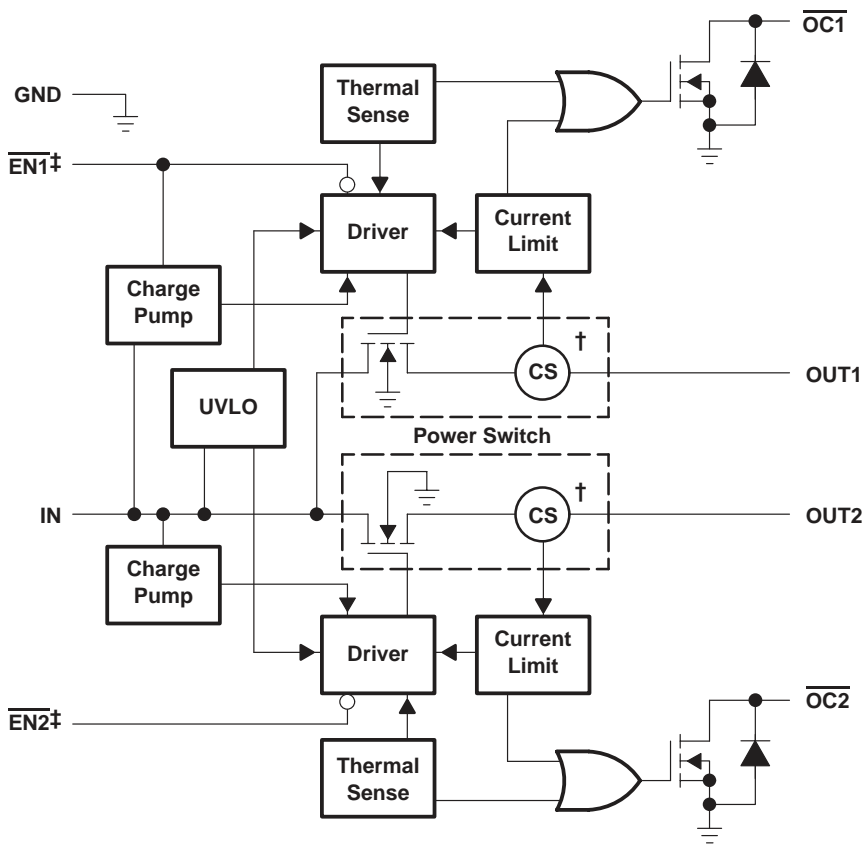 OC1
Thermal
Sense
GND
EN1‡
Driver
Current
Limit
Charge
Pump
†
CS
OUT1
UVLO
Power Switch
†
IN
CS
OUT2
Charge
Pump
Driver
Current
Limit
EN2‡
OC2
Thermal
Sense